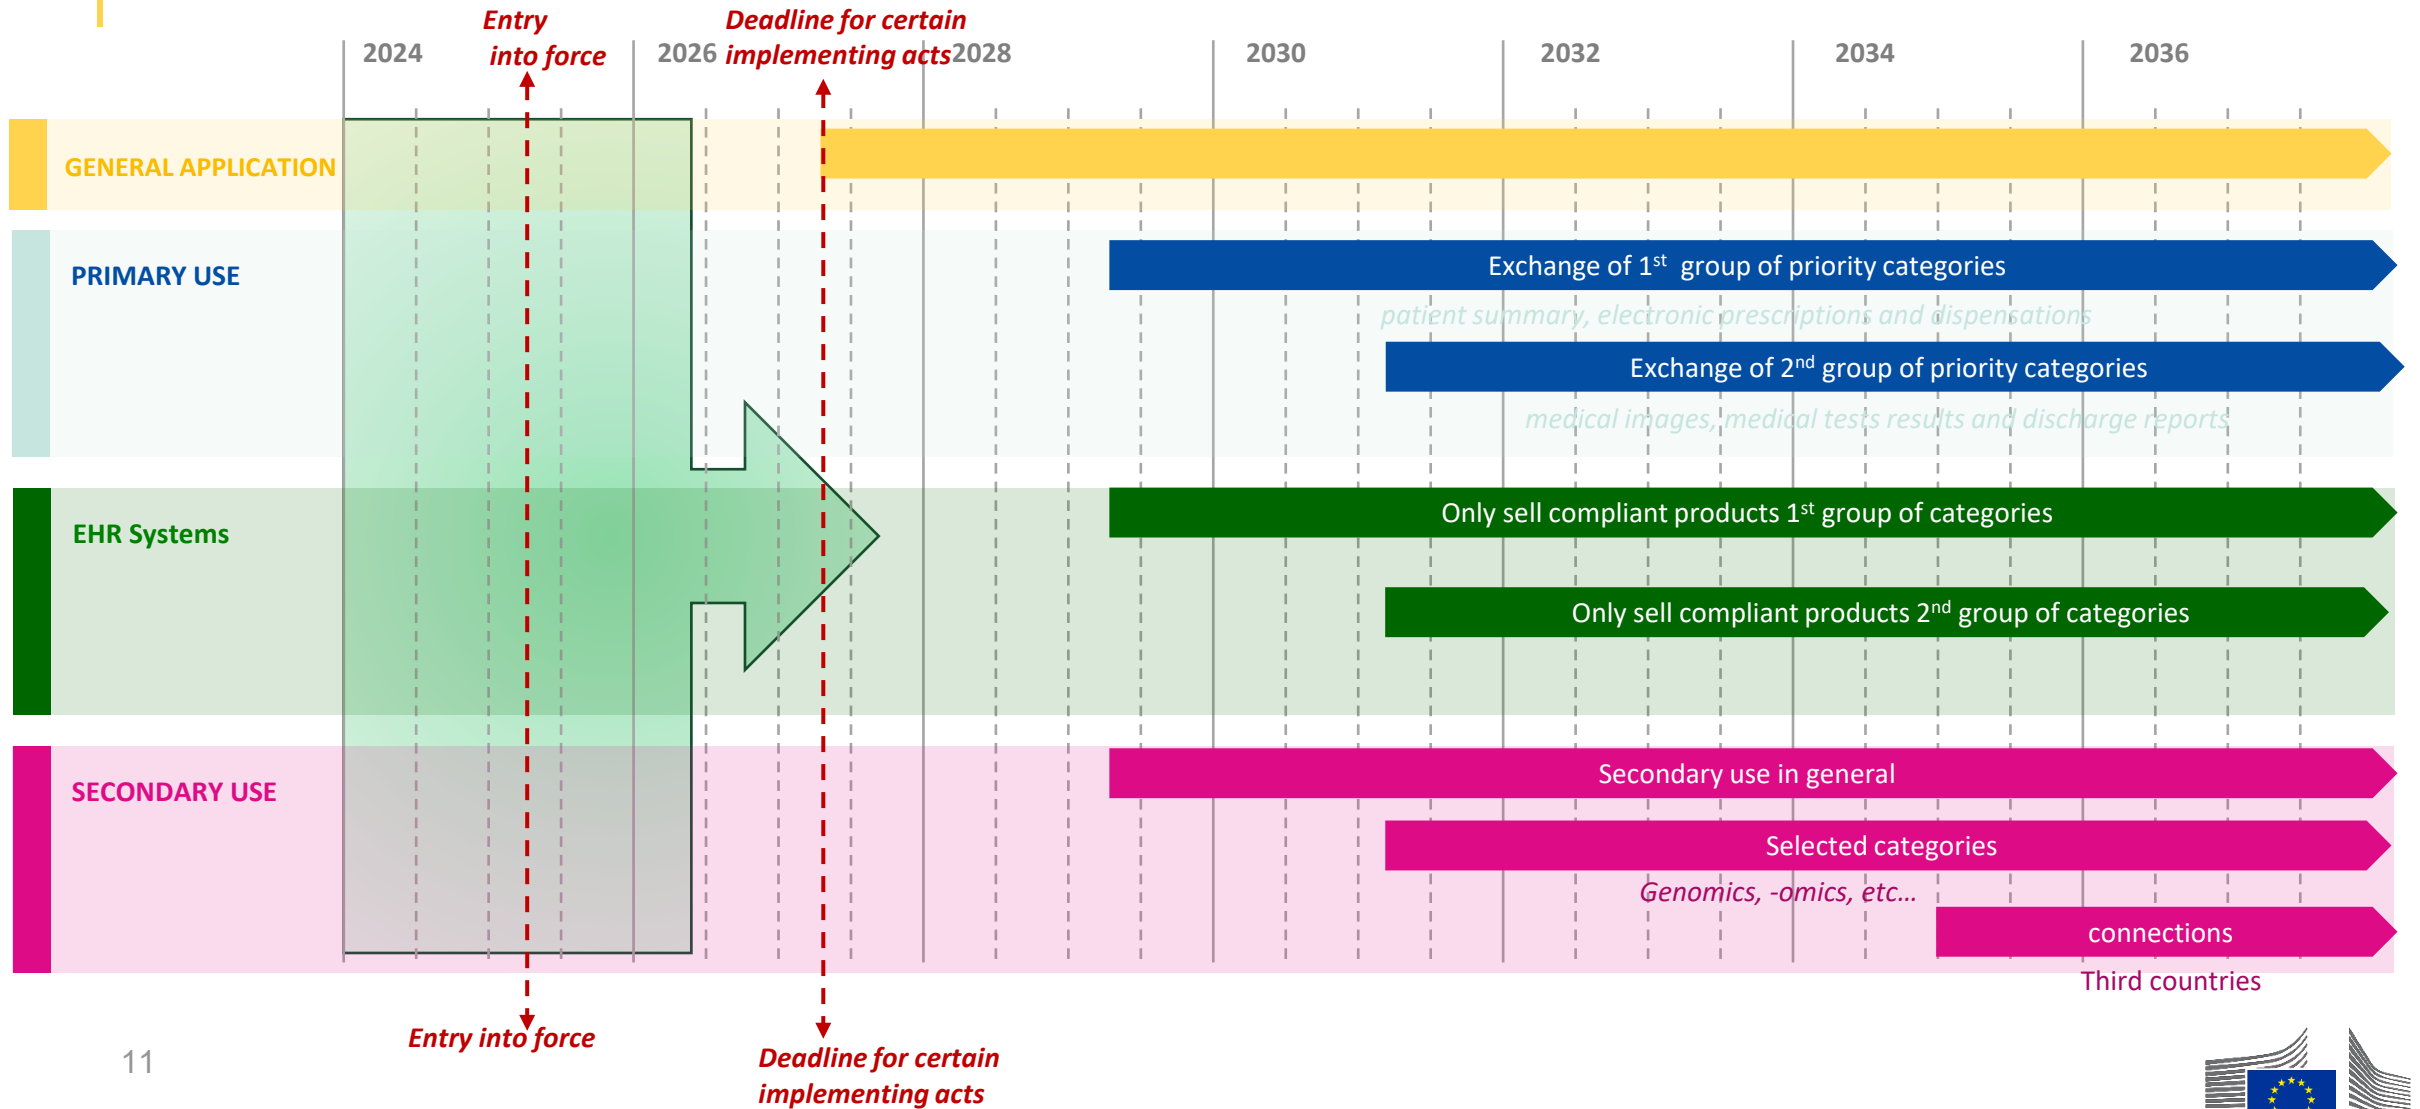 Entry
into force
Deadline for certain
implementing acts
2024
2026
2028
2030
2032
2034
2036
GENERAL APPLICATION
PRIMARY USE
Exchange of 1st group of priority categories
patient summary, electronic prescriptions and dispensations
Exchange of 2nd group of priority categories
medical images, medical tests results and discharge reports
EHR Systems
Only sell compliant products 1st group of categories
Only sell compliant products 2nd group of categories
SECONDARY USE
Secondary use in general
Selected categories
Genomics, -omics, etc...
connections
Third countries
Entry into force
Deadline for certain
implementing acts
11